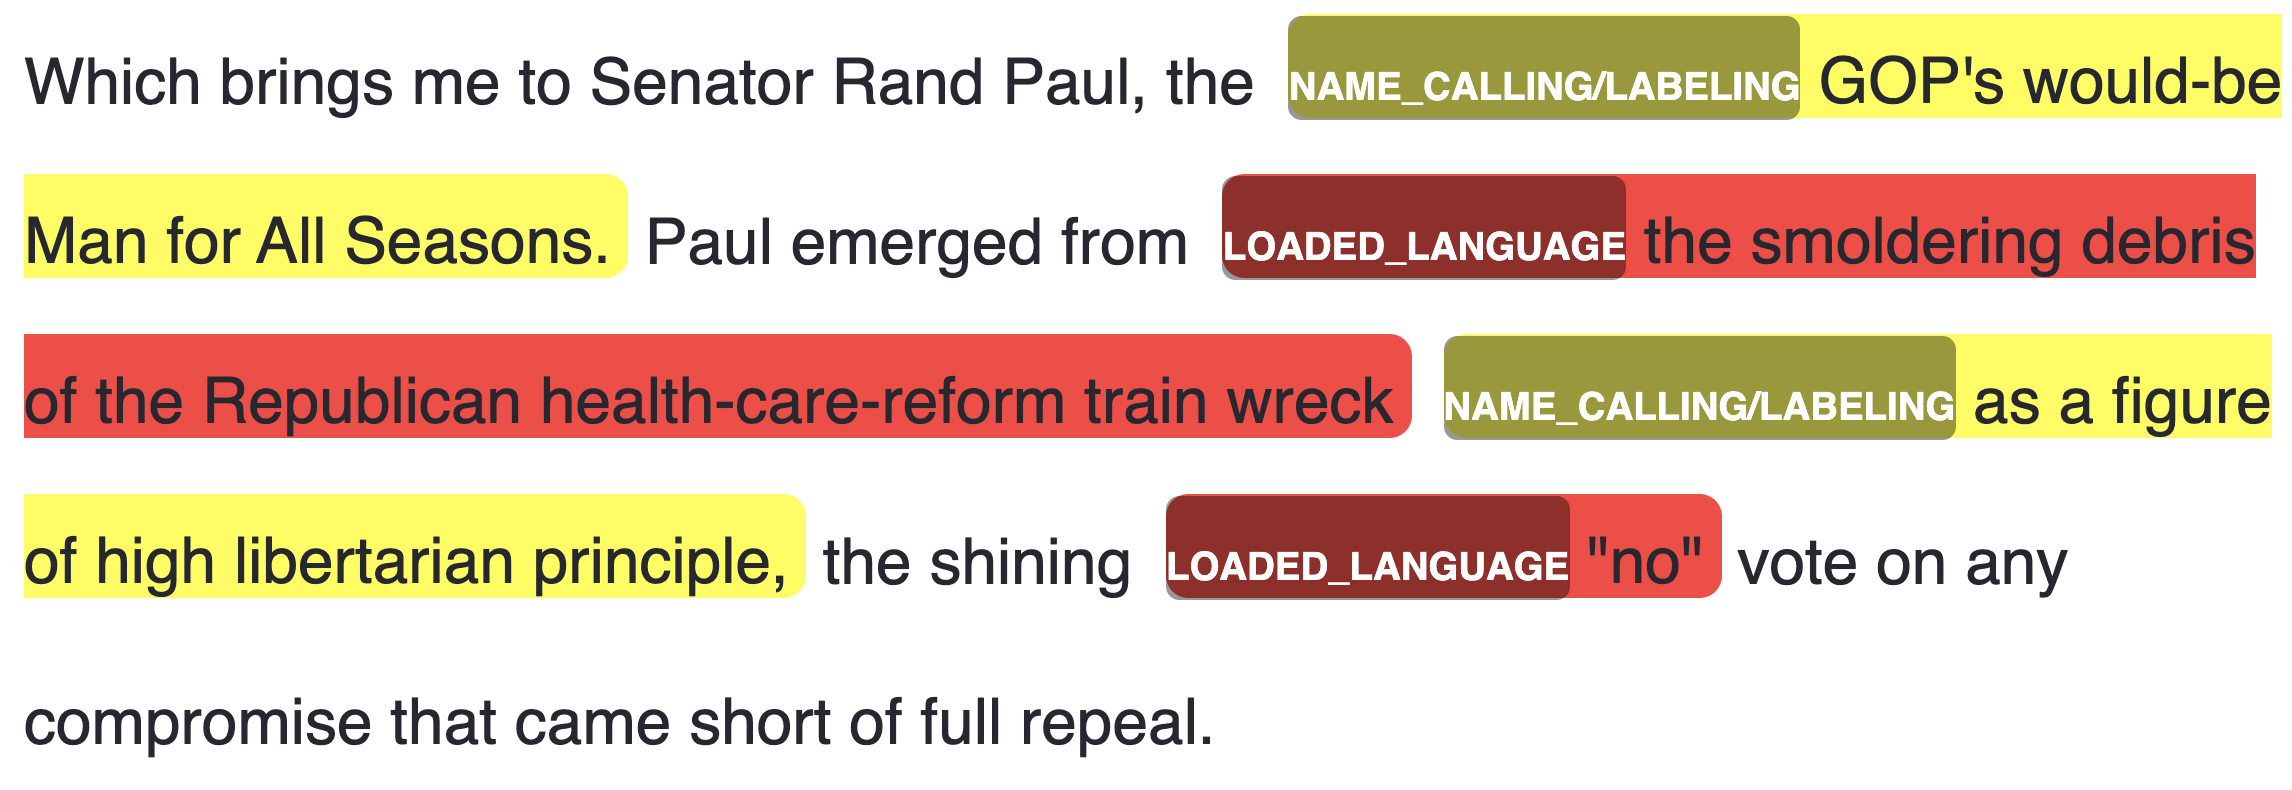 Which brings me to Senator Rand Paul, the NAME_CALLING/LABELING GOP's would-be
Man for All Seasons. Paul emerged from LOADED_LANGUAGE the smoldering debris
of the Republican health-care-reform train wreck NAME_CALLING/LABELING as a figure
of high libertarian principle, the shining LOADED_LANGUAGE "no" vote on any
compromise that came short of full repeal.